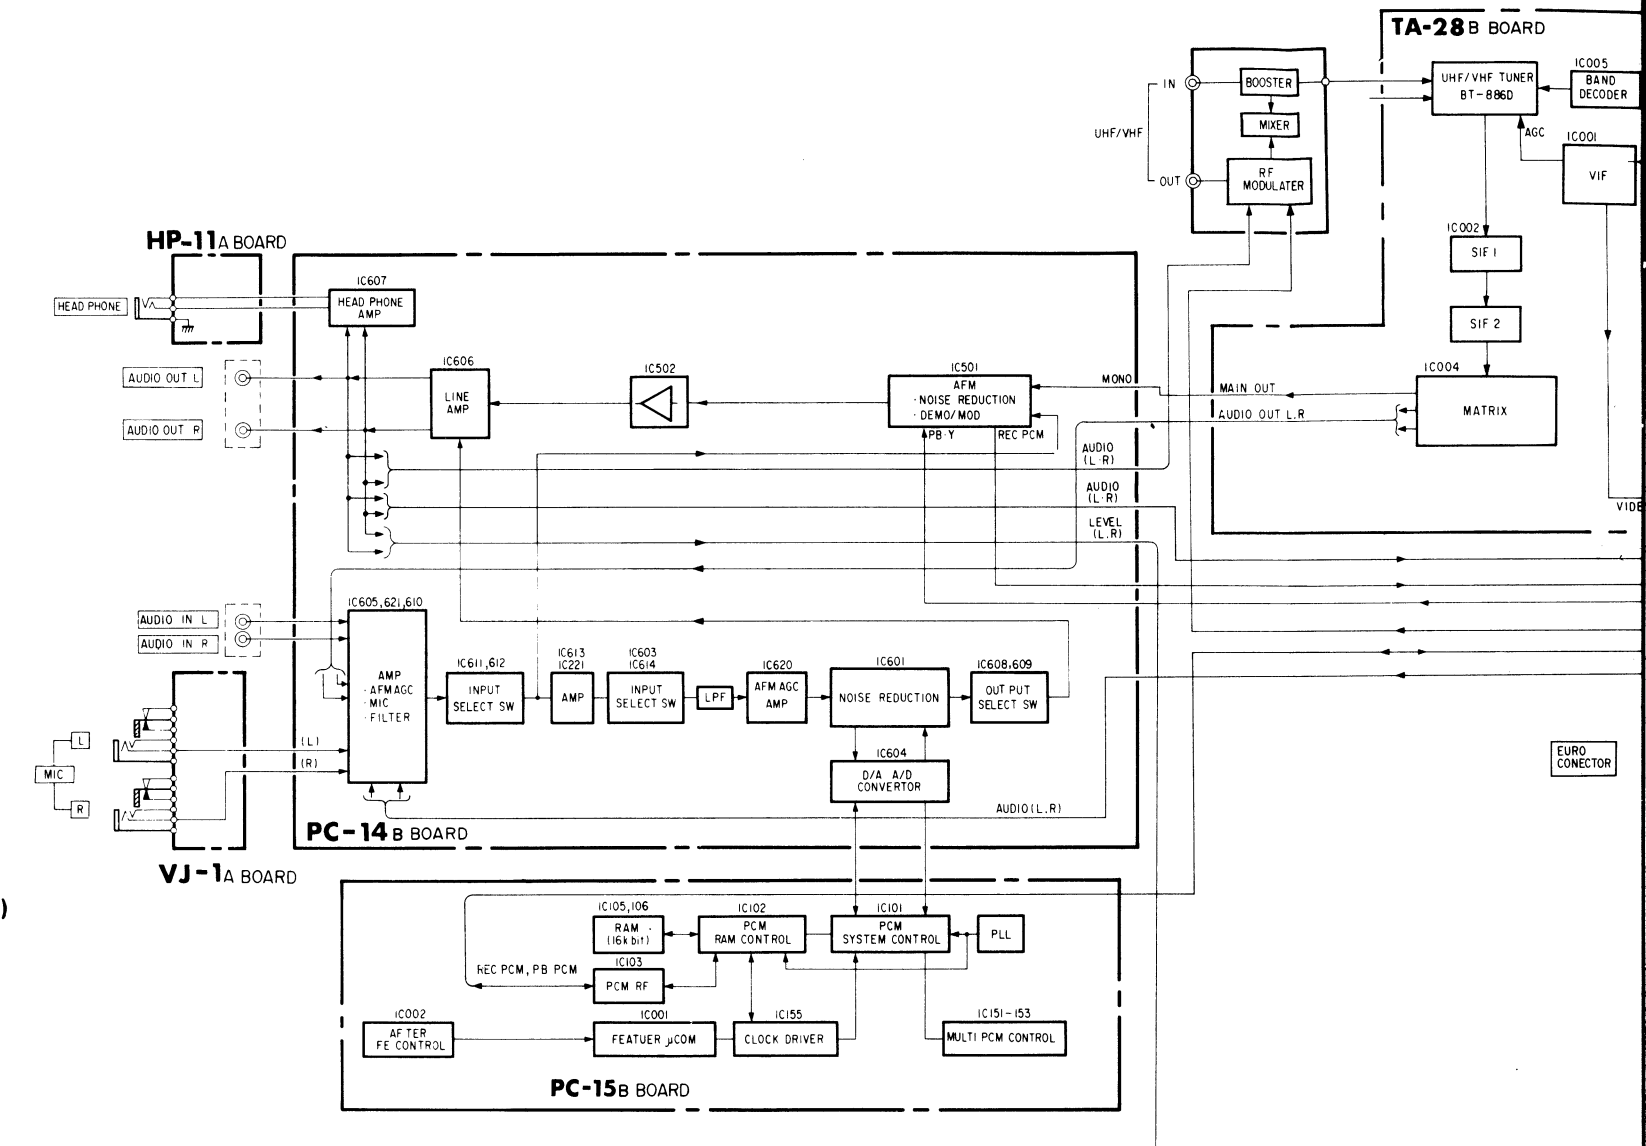 TA-28 B BOARD
IN
UHF/VHF
OUT
BOOSTER
MIXER
RF
MODULATER
UHF/VHF TUNER
BT-886D
IC005
BAND
DECODER
AGC
IC001
VIF
IC002
SIF 1
SIF 2
IC004
MATRIX
MAIN OUT
AUDIO OUT L.R
HP-11A BOARD
HEAD PHONE
IC607
HEAD PHONE
AMP
AUDIO OUT L
AUDIO OUT R
IC606
LINE
AMP
IC502
IC501
AFM
·NOISE REDUCTION
·DEMO/MOD
MONO
PB·Y
REC PCM
AUDIO
(L·R)
AUDIO
(L·R)
LEVEL
(L.R)
AUDIO IN L
AUDIO IN R
IC605,621,610
AMP
·AFMAGC
·MIC
·FILTER
IC611,612
INPUT
SELECT SW
IC613
IC221
AMP
IC603
IC614
INPUT
SELECT SW
LPF
IC620
AFM AGC
AMP
IC601
NOISE REDUCTION
IC608,609
OUT PUT
SELECT SW
IC604
D/A A/D
CONVERTOR
EURO
CONECTOR
L
MIC
R
(L)
(R)
AUDIO(L.R)
PC-14 B BOARD
VJ-1A BOARD
)
IC105,106
RAM ·
(16k bit)
IC102
PCM
RAM CONTROL
IC101
PCM
SYSTEM CONTROL
PLL
REC PCM, PB PCM
IC103
PCM RF
IC002
AFTER
FE CONTROL
IC001
FEATUER µCOM
IC155
CLOCK DRIVER
IC151-153
MULTI PCM CONTROL
PC-15B BOARD